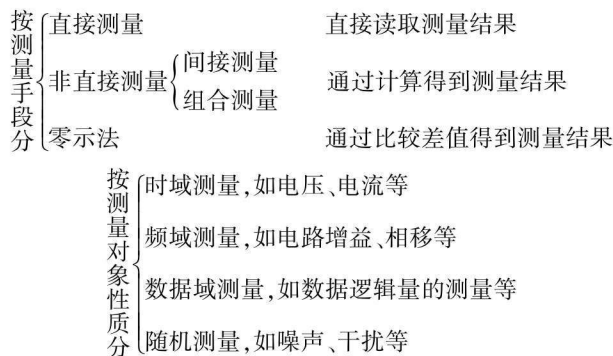 按测量手段分
直接测量 直接读取测量结果
非直接测量
间接测量
组合测量
通过计算得到测量结果
零示法 通过比较差值得到测量结果
按测量对象性质分
时域测量,如电压、电流等
频域测量,如电路增益、相移等
数据域测量,如数据逻辑量的测量等
随机测量,如噪声、干扰等